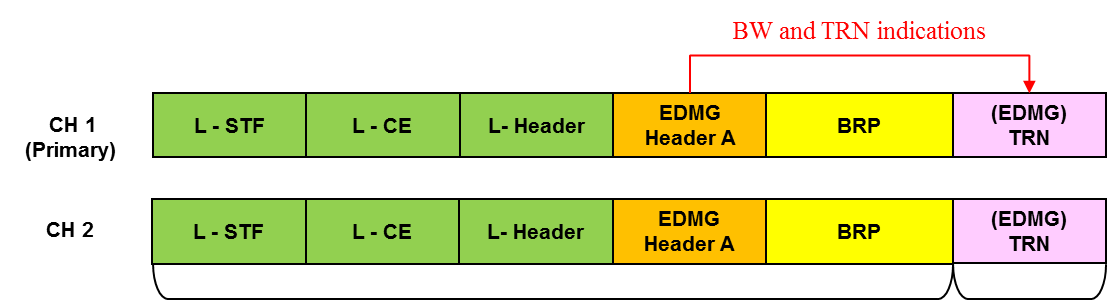 BW and TRN indications
CH 1
(Primary)
L - STF
L - CE
L- Header
EDMG
Header A
BRP
(EDMG)
TRN
CH 2
L - STF
L - CE
L- Header
EDMG
Header A
BRP
(EDMG)
TRN